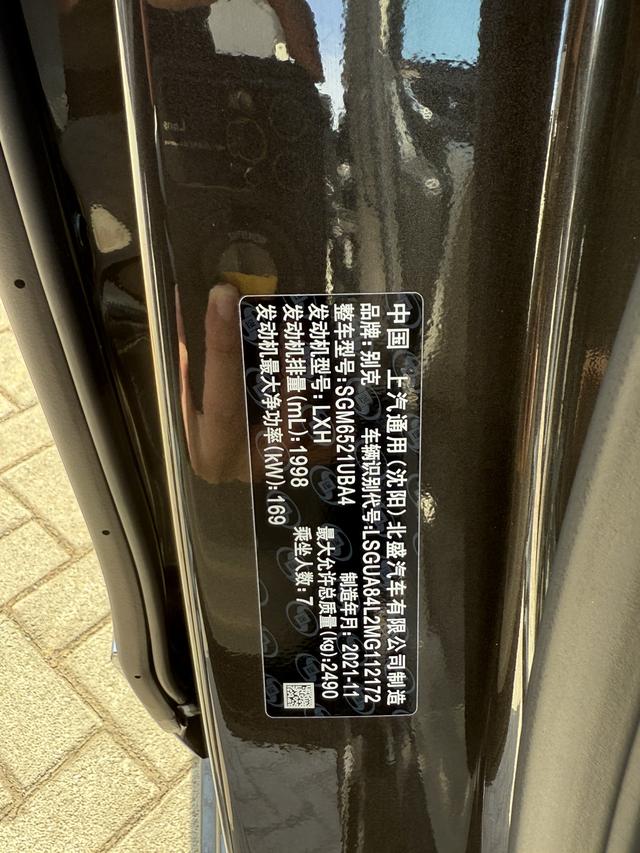 中国 上汽通用(沈阳)北盛汽车有限公司制造
品牌:别克 车辆识别代号:LSGUA84L2MG112172
整车型号:SGM6521UBA4 制造年月:2021-11
发动机型号:LXH 最大允许总质量(kg):2490
发动机排量(mL):1998 乘坐人数:7
发动机最大净功率(kW):169